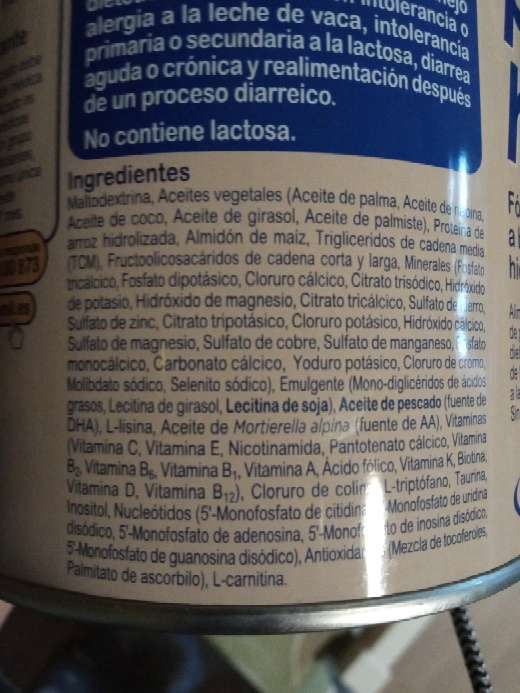 alergia a la leche de vaca, intolerancia
primaria o secundaria a la lactosa, diarrea
aguda o crónica y realimentación después
de un proceso diarreico.
No contiene lactosa.
Ingredientes
Maltodextrina, Aceites vegetales (Aceite de palma, Aceite de
Aceite de coco, Aceite de girasol, Aceite de palmiste), Proteína de
arroz hidrolizada, Almidón de maíz, Triglicéridos de cadena media
(TCM), Fructooligosacáridos de cadena corta y larga, Minerales (Fosfato
tricálcico, Fosfato dipotásico, Cloruro cálcico, Citrato trisódico, Hidróxido
de potasio, Hidróxido de magnesio, Citrato tricálcico, Sulfato de hierro,
Sulfato de zinc, Citrato tripotásico, Cloruro potásico, Hidróxido cálcico,
Sulfato de magnesio, Sulfato de cobre, Sulfato de manganeso, Fosfato
monocálcico, Carbonato cálcico, Yoduro potásico, Cloruro de cromo,
Molibdato sódico, Selenito sódico), Emulgente (Mono-diglicéridos de ácidos
grasos, Lecitina de girasol, Lecitina de soja), Aceite de pescado (fuente de
DHA), L-lisina, Aceite de Mortierella alpina (fuente de AA), Vitaminas
(Vitamina C, Vitamina E, Nicotinamida, Pantotenato cálcico, Vitamina
B₂, Vitamina B₆, Vitamina B₁, Vitamina A, Ácido fólico, Vitamina K, Biotina,
Vitamina D, Vitamina B₁₂), Cloruro de colina, L-triptófano, Taurina,
Inositol, Nucleótidos (5'-Monofosfato de citidina, 5'-Monofosfato de uridina
disódico, 5'-Monofosfato de adenosina, 5'-Monofosfato de inosina disódico,
5'-Monofosfato de guanosina disódico), Antioxidantes (Mezcla de tocoferoles,
Palmitato de ascorbilo), L-carnitina.